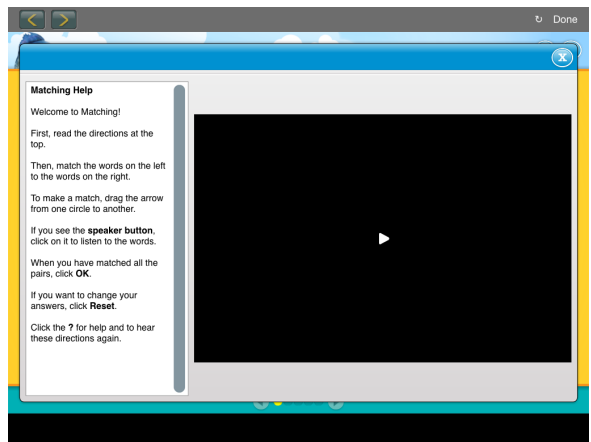 Done
X
Matching Help
Welcome to Matching!
First, read the directions at the
top.
Then, match the words on the left
to the words on the right.
To make a match, drag the arrow
from one circle to another.
If you see the speaker button,
click on it to listen to the words.
When you have matched all the
pairs, click OK.
If you want to change your
answers, click Reset.
Click the ? for help and to hear
these directions again.